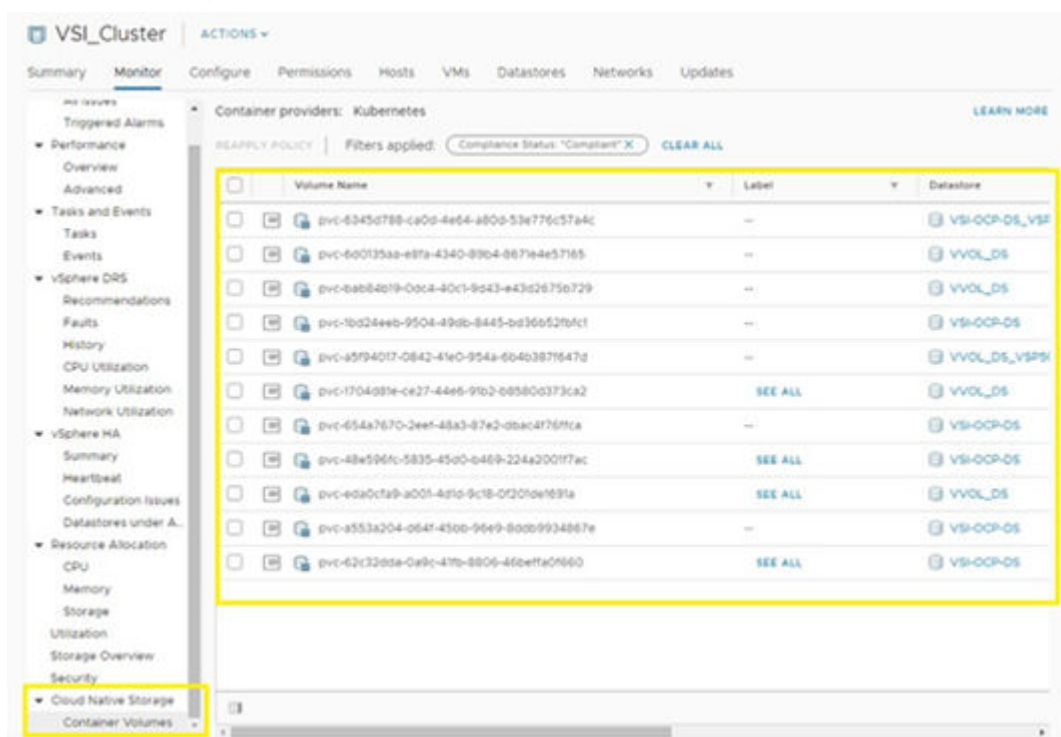 VSI_Cluster ACTIONS
Summary Monitor Configure Permissions Hosts VMs Datastores Networks Updates
All Issues
Triggered Alarms
Performance
Overview
Advanced
Tasks and Events
Tasks
Events
vSphere DRS
Recommendations
Faults
History
CPU Utilization
Memory Utilization
Network Utilization
vSphere HA
Summary
Heartbeat
Configuration Issues
Datastores under A..
Resource Allocation
CPU
Memory
Storage
Utilization
Storage Overview
Security
Cloud Native Storage
Container Volumes
Container providers: Kubernetes LEARN MORE
REAPPLY POLICY Filters applied: Compliance Status: "Compliant" X CLEAR ALL
Volume Name Label Datastore
pvc-6345d788-ca0d-4e64-a80d-53e776c57a4c -- VSI-OCP-DS_VSP
pvc-6d0135aa-e8fa-4340-89b4-8671e4e57165 -- VVOL_DS
pvc-bab84b19-0dc4-40c1-9d43-e43d2675b729 -- VVOL_DS
pvc-1bd24eeb-9504-49db-8445-bd36b52fbfc1 -- VSI-OCP-DS
pvc-a5f94017-0842-41e0-954a-6b4b387f647d -- VVOL_DS_VSP5
pvc-1704d81e-ce27-44e6-91b2-b8580d373ca2 SEE ALL VVOL_DS
pvc-654a7670-2eef-48a3-87e2-dbac4f76ffca -- VSI-OCP-DS
pvc-48e596fc-5835-45d0-b469-224a2001f7ac SEE ALL VSI-OCP-DS
pvc-eda0cfa9-a001-4d1d-9c18-0f201de1691a SEE ALL VVOL_DS
pvc-a553a204-d64f-45bb-96e9-8ddb9934867e -- VSI-OCP-DS
pvc-62c32dda-0a9c-41fb-8806-46beffa0f660 SEE ALL VSI-OCP-DS